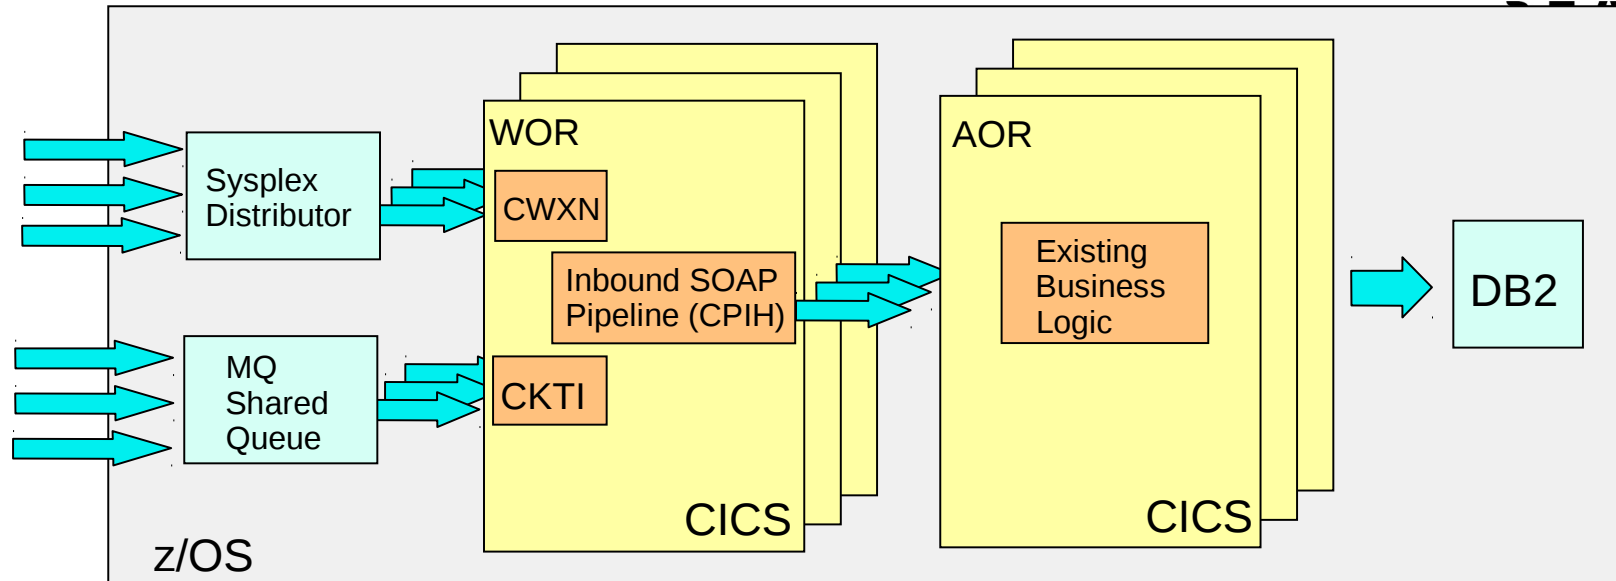 Sysplex
Distributor
MQ
Shared
Queue
WOR
CWXN
Inbound SOAP
Pipeline (CPIH)
CKTI
CICS
AOR
Existing
Business
Logic
CICS
DB2
z/OS